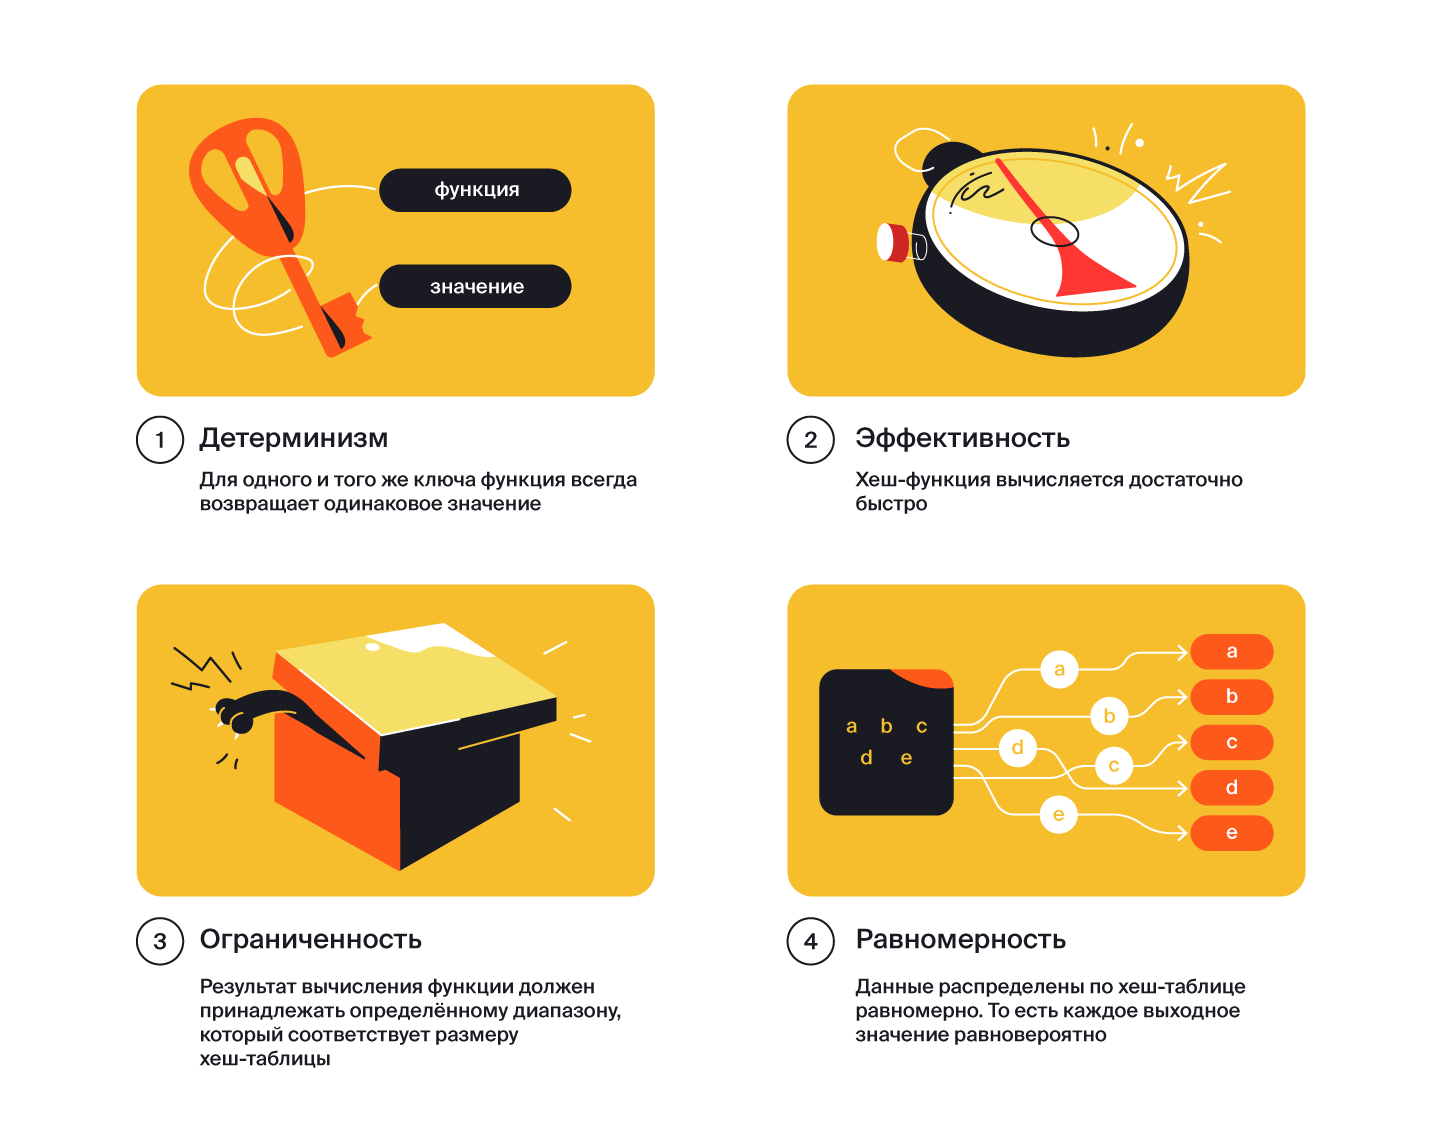 функция
значение
1 Детерминизм
Для одного и того же ключа функция всегда
возвращает одинаковое значение
2 Эффективность
Хеш-функция вычисляется достаточно
быстро
3 Ограниченность
Результат вычисления функции должен
принадлежать определённому диапазону,
который соответствует размеру
хеш-таблицы
a b c
d e
a
b
d
c
e
a
b
c
d
e
4 Равномерность
Данные распределены по хеш-таблице
равномерно. То есть каждое выходное
значение равновероятно